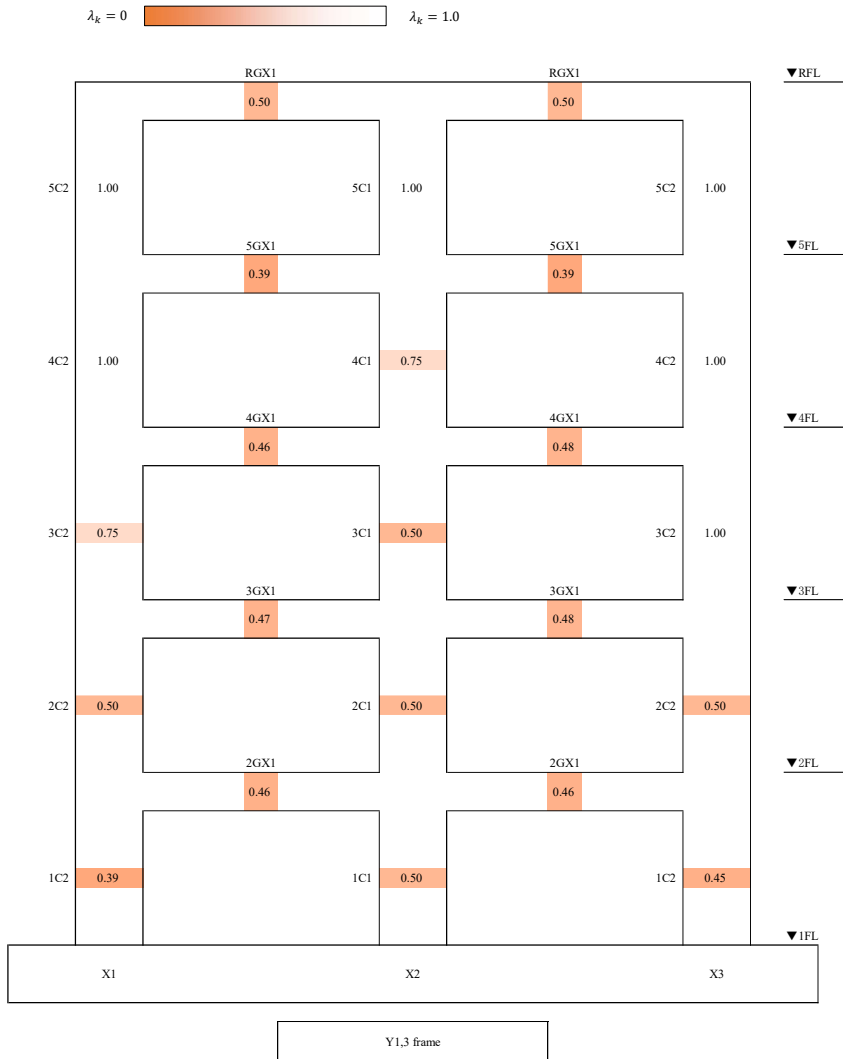 λk = 0 λk = 1.0
RGX1 RGX1 ▼RFL
0.50 0.50
5C2 1.00 5C1 1.00 5C2 1.00
5GX1 5GX1 ▼5FL
0.39 0.39
4C2 1.00 4C1 0.75 4C2 1.00
4GX1 4GX1 ▼4FL
0.46 0.48
3C2 0.75 3C1 0.50 3C2 1.00
3GX1 3GX1 ▼3FL
0.47 0.48
2C2 0.50 2C1 0.50 2C2 0.50
2GX1 2GX1 ▼2FL
0.46 0.46
1C2 0.39 1C1 0.50 1C2 0.45
▼1FL
X1 X2 X3
Y1,3 frame